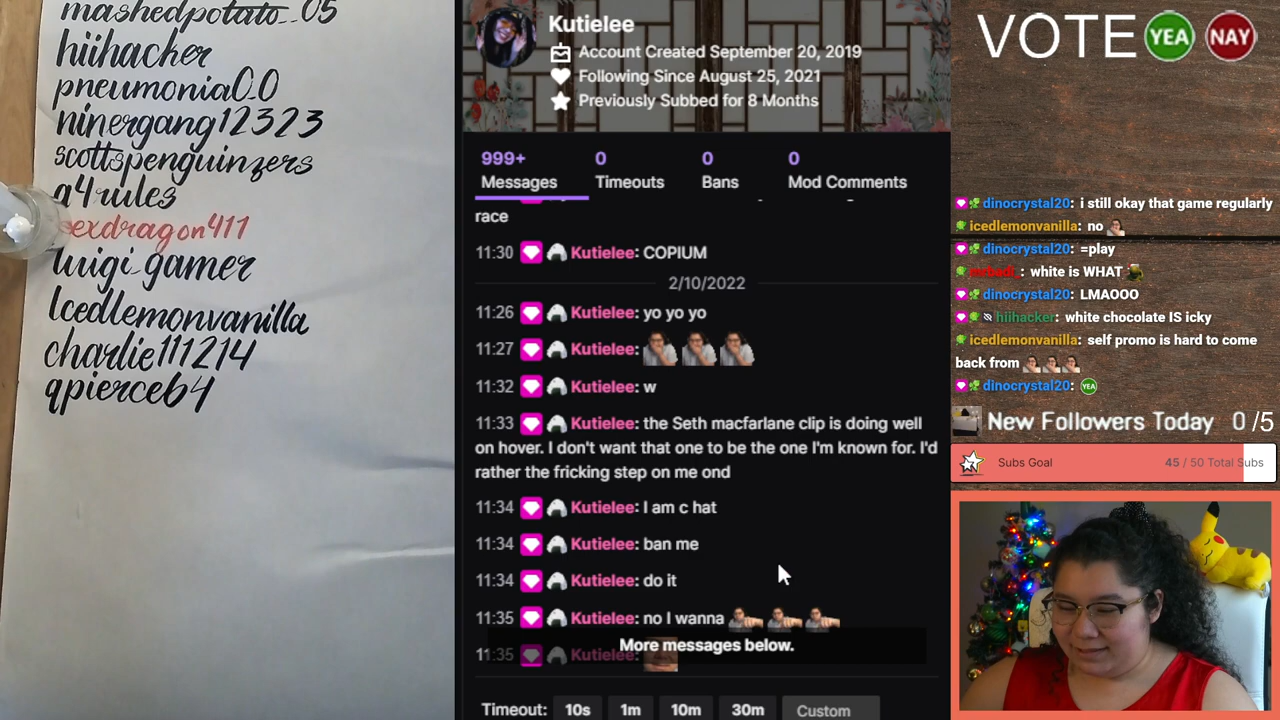 mashedpotato_05
hiihacker
pneumonia0_0
ninergang12323
scottspenguinzers
a4rules
exdragon411
luigi_gamer
Icedlemonvanilla
charlie111214
qpierce64
Kutielee
Account Created September 20, 2019
Following Since August 25, 2021
Previously Subbed for 8 Months
999+
Messages
0
Timeouts
0
Bans
0
Mod Comments
race
11:30 Kutielee: COPIUM
2/10/2022
11:26 Kutielee: yo yo yo
11:27 Kutielee:
11:32 Kutielee: w
11:33 Kutielee: the Seth macfarlane clip is doing well
on hover. I don't want that one to be the one I'm known for. I'd
rather the fricking step on me ond
11:34 Kutielee: I am c hat
11:34 Kutielee: ban me
11:34 Kutielee: do it
11:35 Kutielee: no I wanna
11:35 Kutielee:
More messages below.
Timeout: 10s 1m 10m 30m Custom
VOTE YEA NAY
dinocrystal20: i still okay that game regularly
icedlemonvanilla: no
dinocrystal20: =play
: white is WHAT
dinocrystal20: LMAOOO
hiihacker: white chocolate IS icky
icedlemonvanilla: self promo is hard to come
back from
dinocrystal20: YEA
New Followers Today 0 /5
Subs Goal 45 / 50 Total Subs